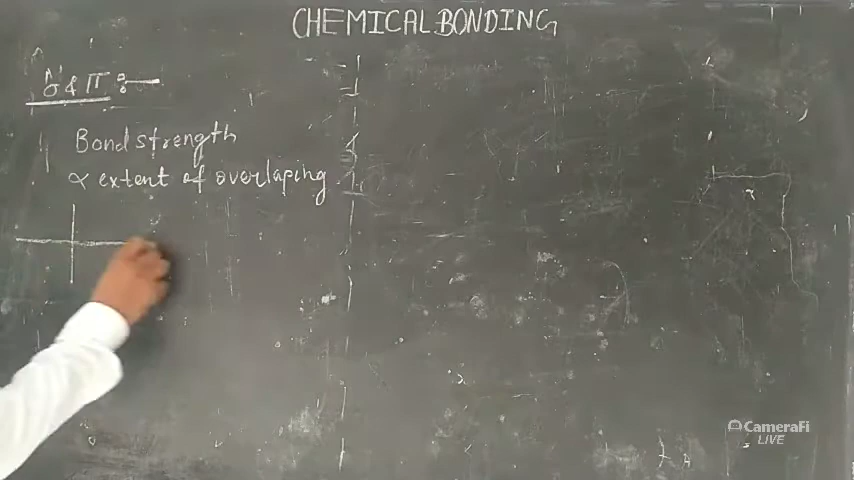 CHEMICAL BONDING
σ & π :-
Bond strength
∝ extent of overlaping
CameraFi
LIVE